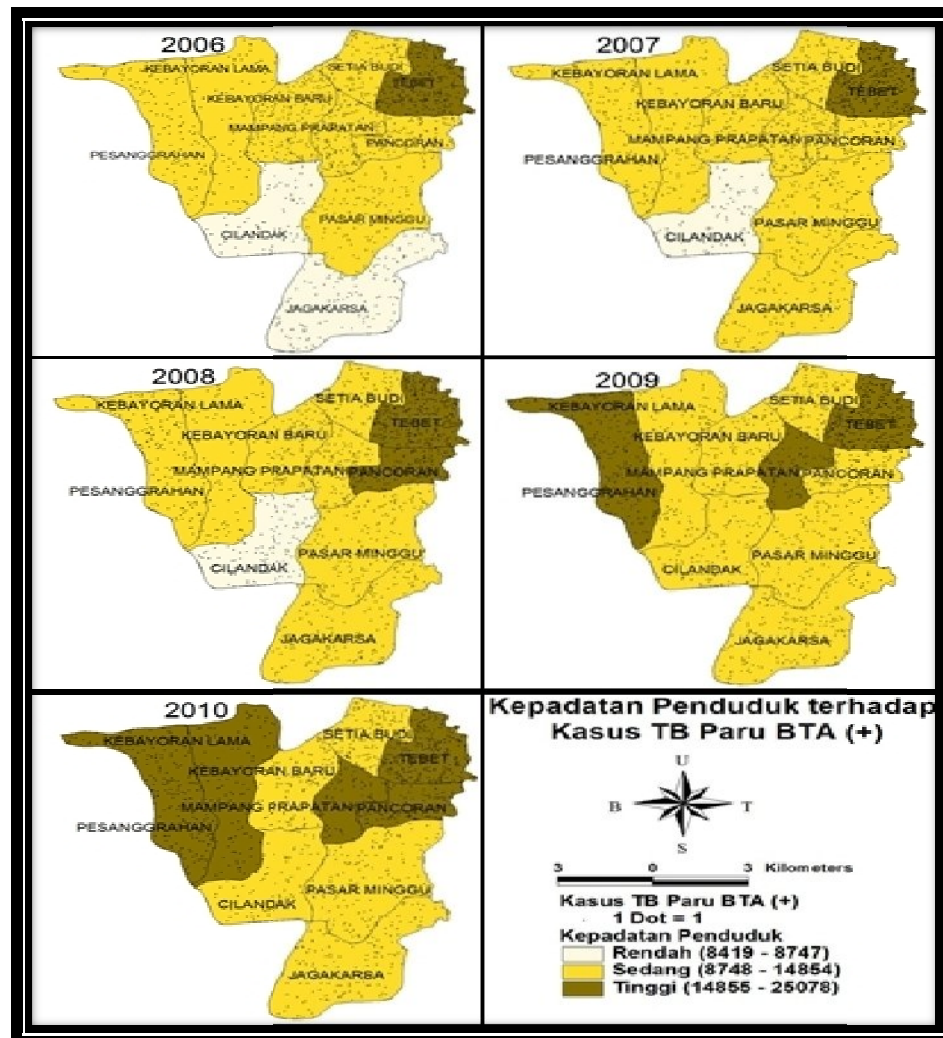 2006
KEBAYORAN LAMA
SETIA BUDI
TEBET
KEBAYORAN BARU
MAMPANG PRAPATAN
PANCORAN
PESANGGRAHAN
PASAR MINGGU
CILANDAK
JAGAKARSA
2007
KEBAYORAN LAMA
SETIA BUDI
TEBET
KEBAYORAN BARU
MAMPANG PRAPATAN PANCORAN
PESANGGRAHAN
PASAR MINGGU
CILANDAK
JAGAKARSA
2008
KEBAYORAN LAMA
SETIA BUDI
TEBET
KEBAYORAN BARU
MAMPANG PRAPATAN PANCORAN
PESANGGRAHAN
PASAR MINGGU
CILANDAK
JAGAKARSA
2009
KEBAYORAN LAMA
SETIA BUDI
TEBET
KEBAYORAN BARU
MAMPANG PRAPATAN PANCORAN
PESANGGRAHAN
PASAR MINGGU
CILANDAK
JAGAKARSA
2010
KEBAYORAN LAMA
SETIA BUDI
TEBET
KEBAYORAN BARU
MAMPANG PRAPATAN PANCORAN
PESANGGRAHAN
PASAR MINGGU
CILANDAK
JAGAKARSA
Kepadatan Penduduk terhadap
Kasus TB Paru BTA (+)
U
B T
S
3 0 3 Kilometers
Kasus TB Paru BTA (+)
1 Dot = 1
Kepadatan Penduduk
Rendah (8419 - 8747)
Sedang (8748 - 14854)
Tinggi (14855 - 25078)